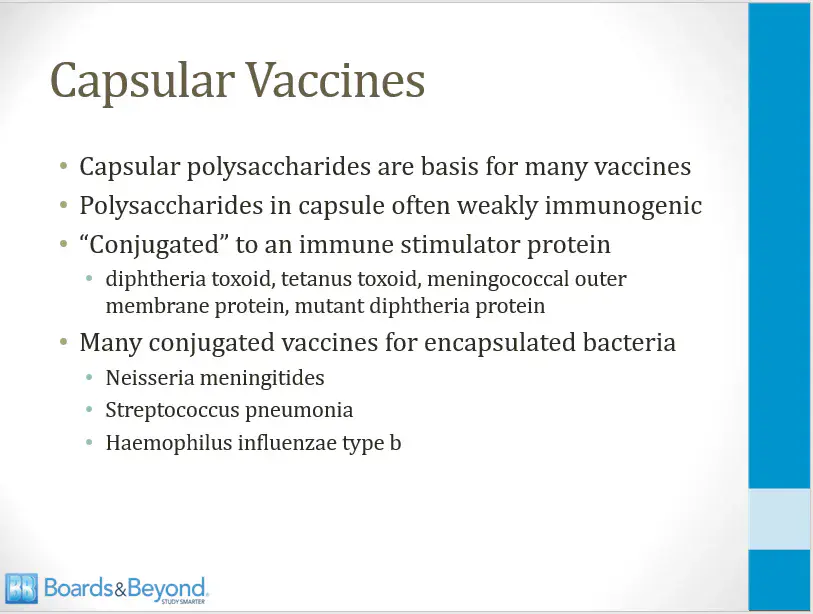 Capsular Vaccines
• Capsular polysaccharides are basis for many vaccines
• Polysaccharides in capsule often weakly immunogenic
• “Conjugated” to an immune stimulator protein
• diphtheria toxoid, tetanus toxoid, meningococcal outer
membrane protein, mutant diphtheria protein
• Many conjugated vaccines for encapsulated bacteria
• Neisseria meningitides
• Streptococcus pneumonia
• Haemophilus influenzae type b
BB Boards&Beyond.
STUDY SMARTER